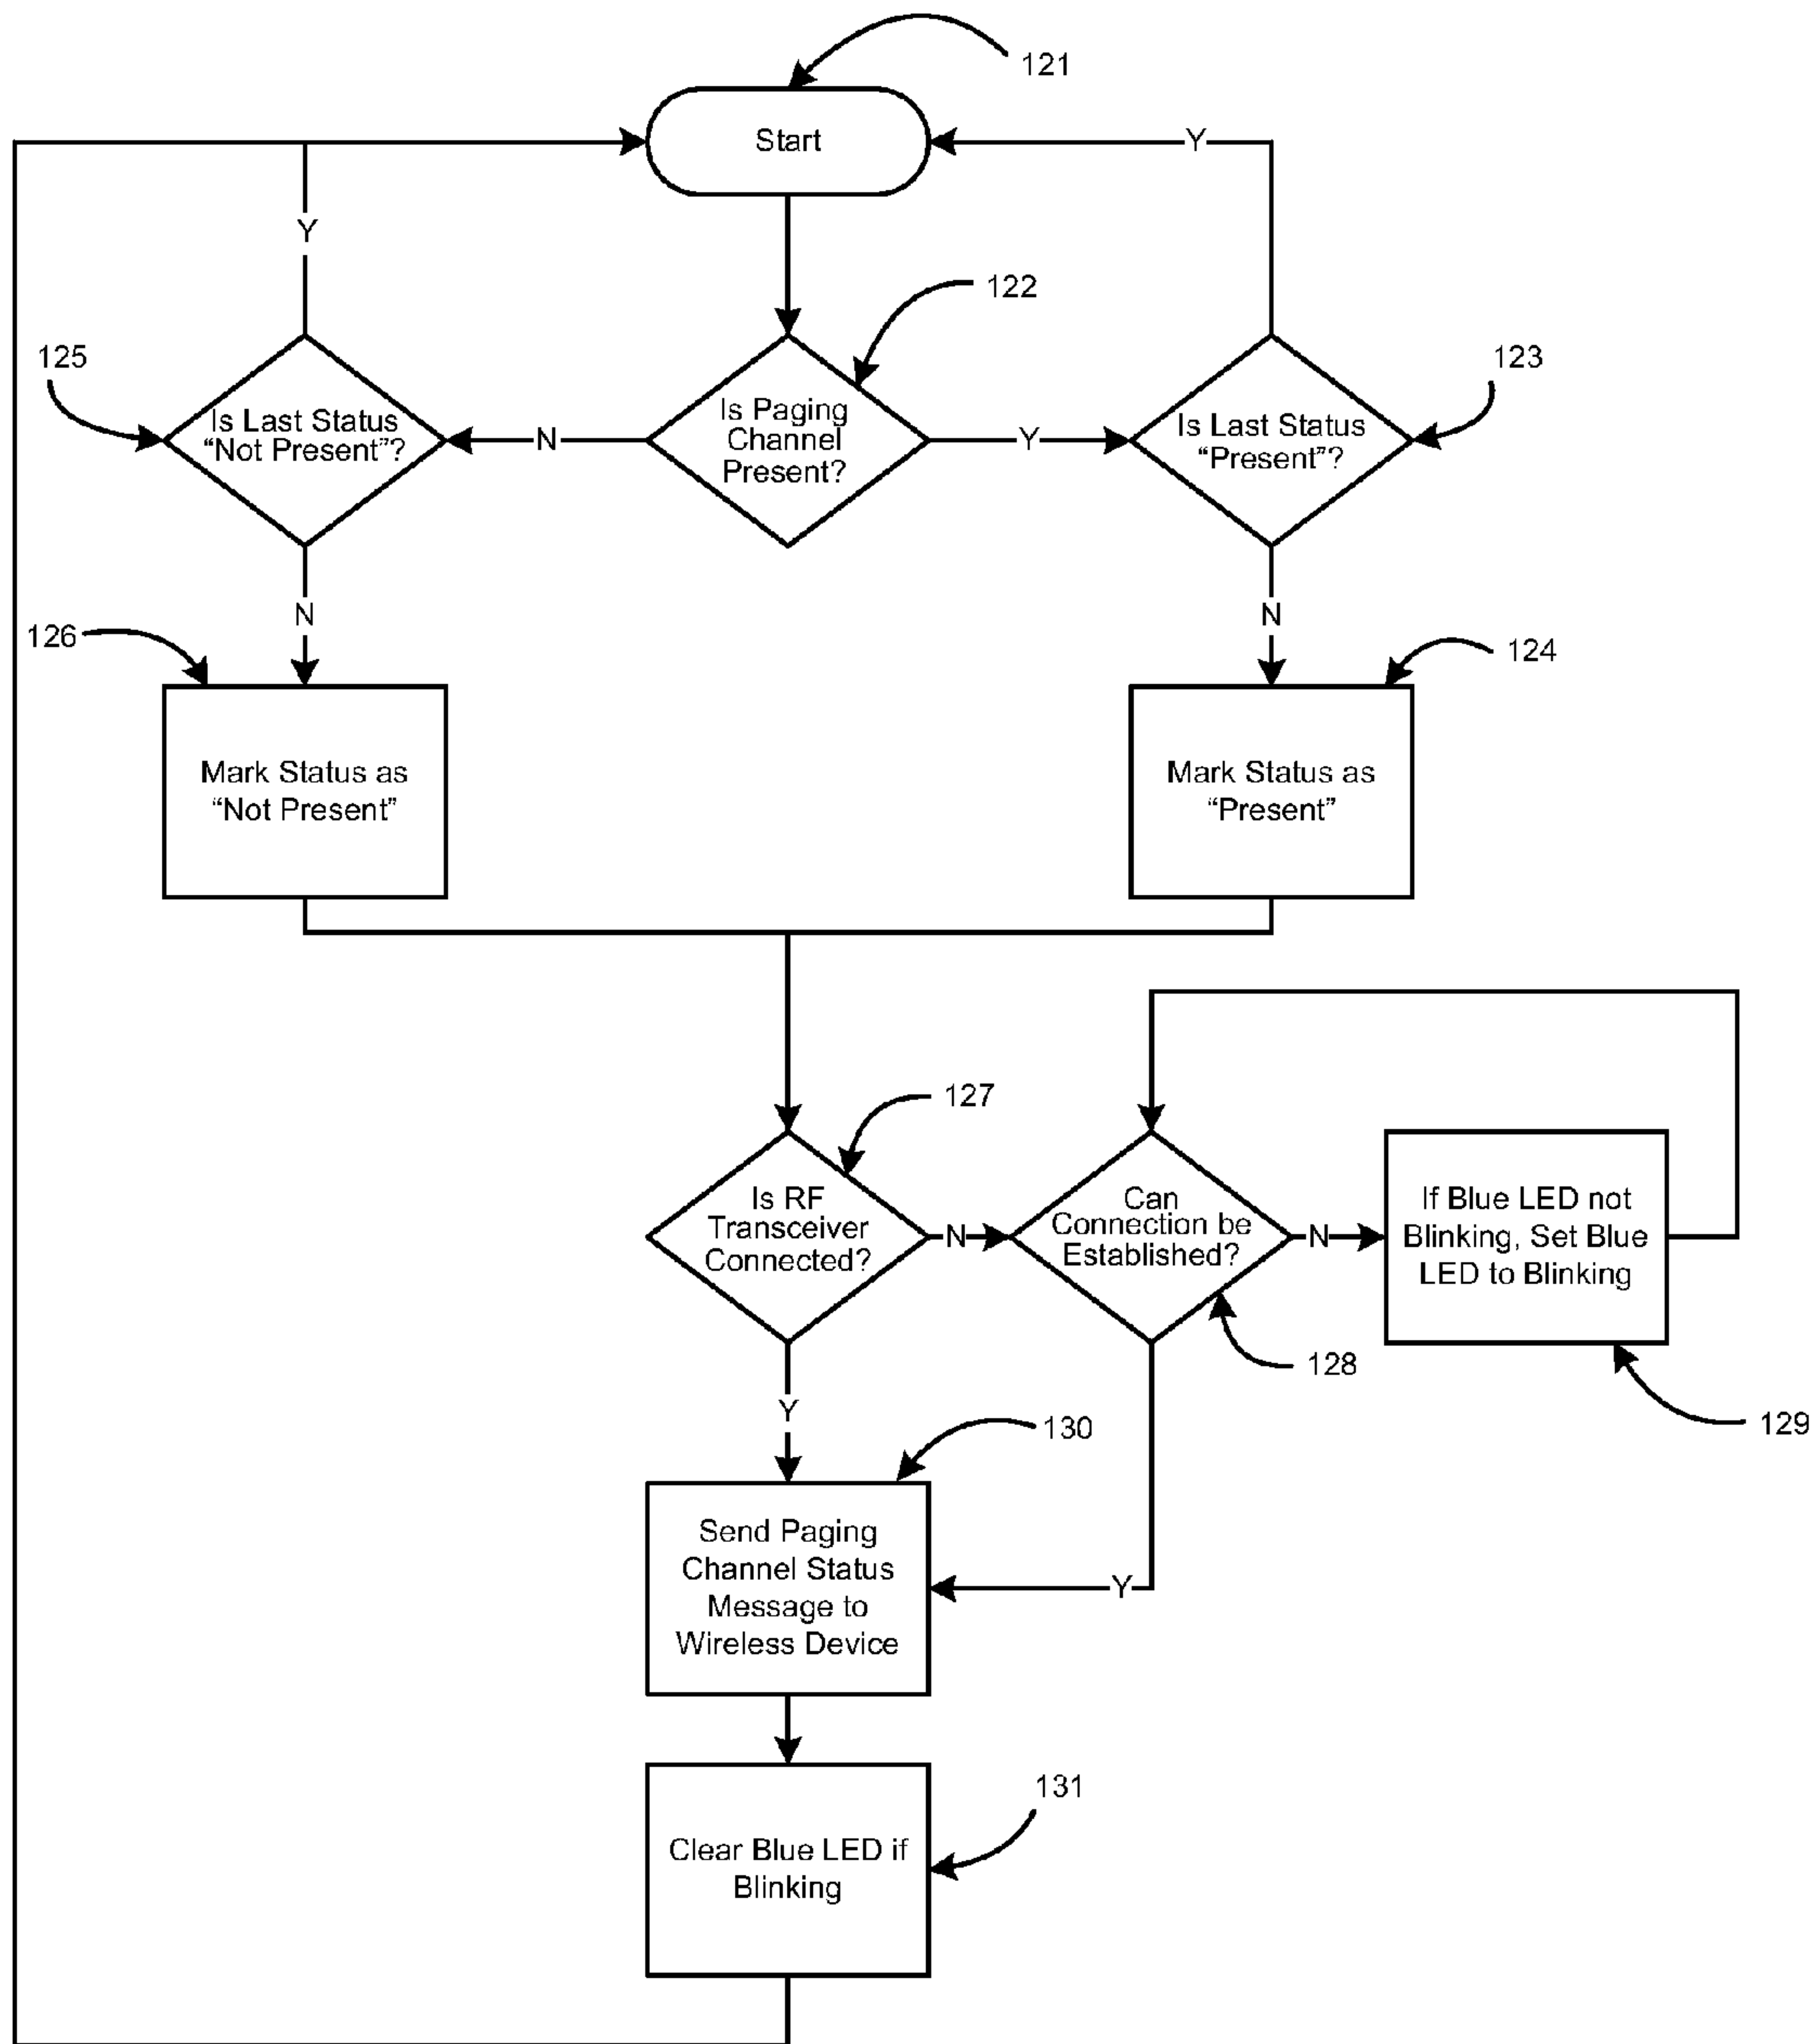 121
Start
Y
Y
122
125
123
Is Last Status
“Not Present”?
N
Is Paging
Channel
Present?
Y
Is Last Status
“Present”?
N
N
126
124
Mark Status as
“Not Present”
Mark Status as
“Present”
127
Is RF
Transceiver
Connected?
N
Can
Connection be
Established?
N
If Blue LED not
Blinking, Set Blue
LED to Blinking
128
Y
130
129
Send Paging
Channel Status
Message to
Wireless Device
Y
131
Clear Blue LED if
Blinking